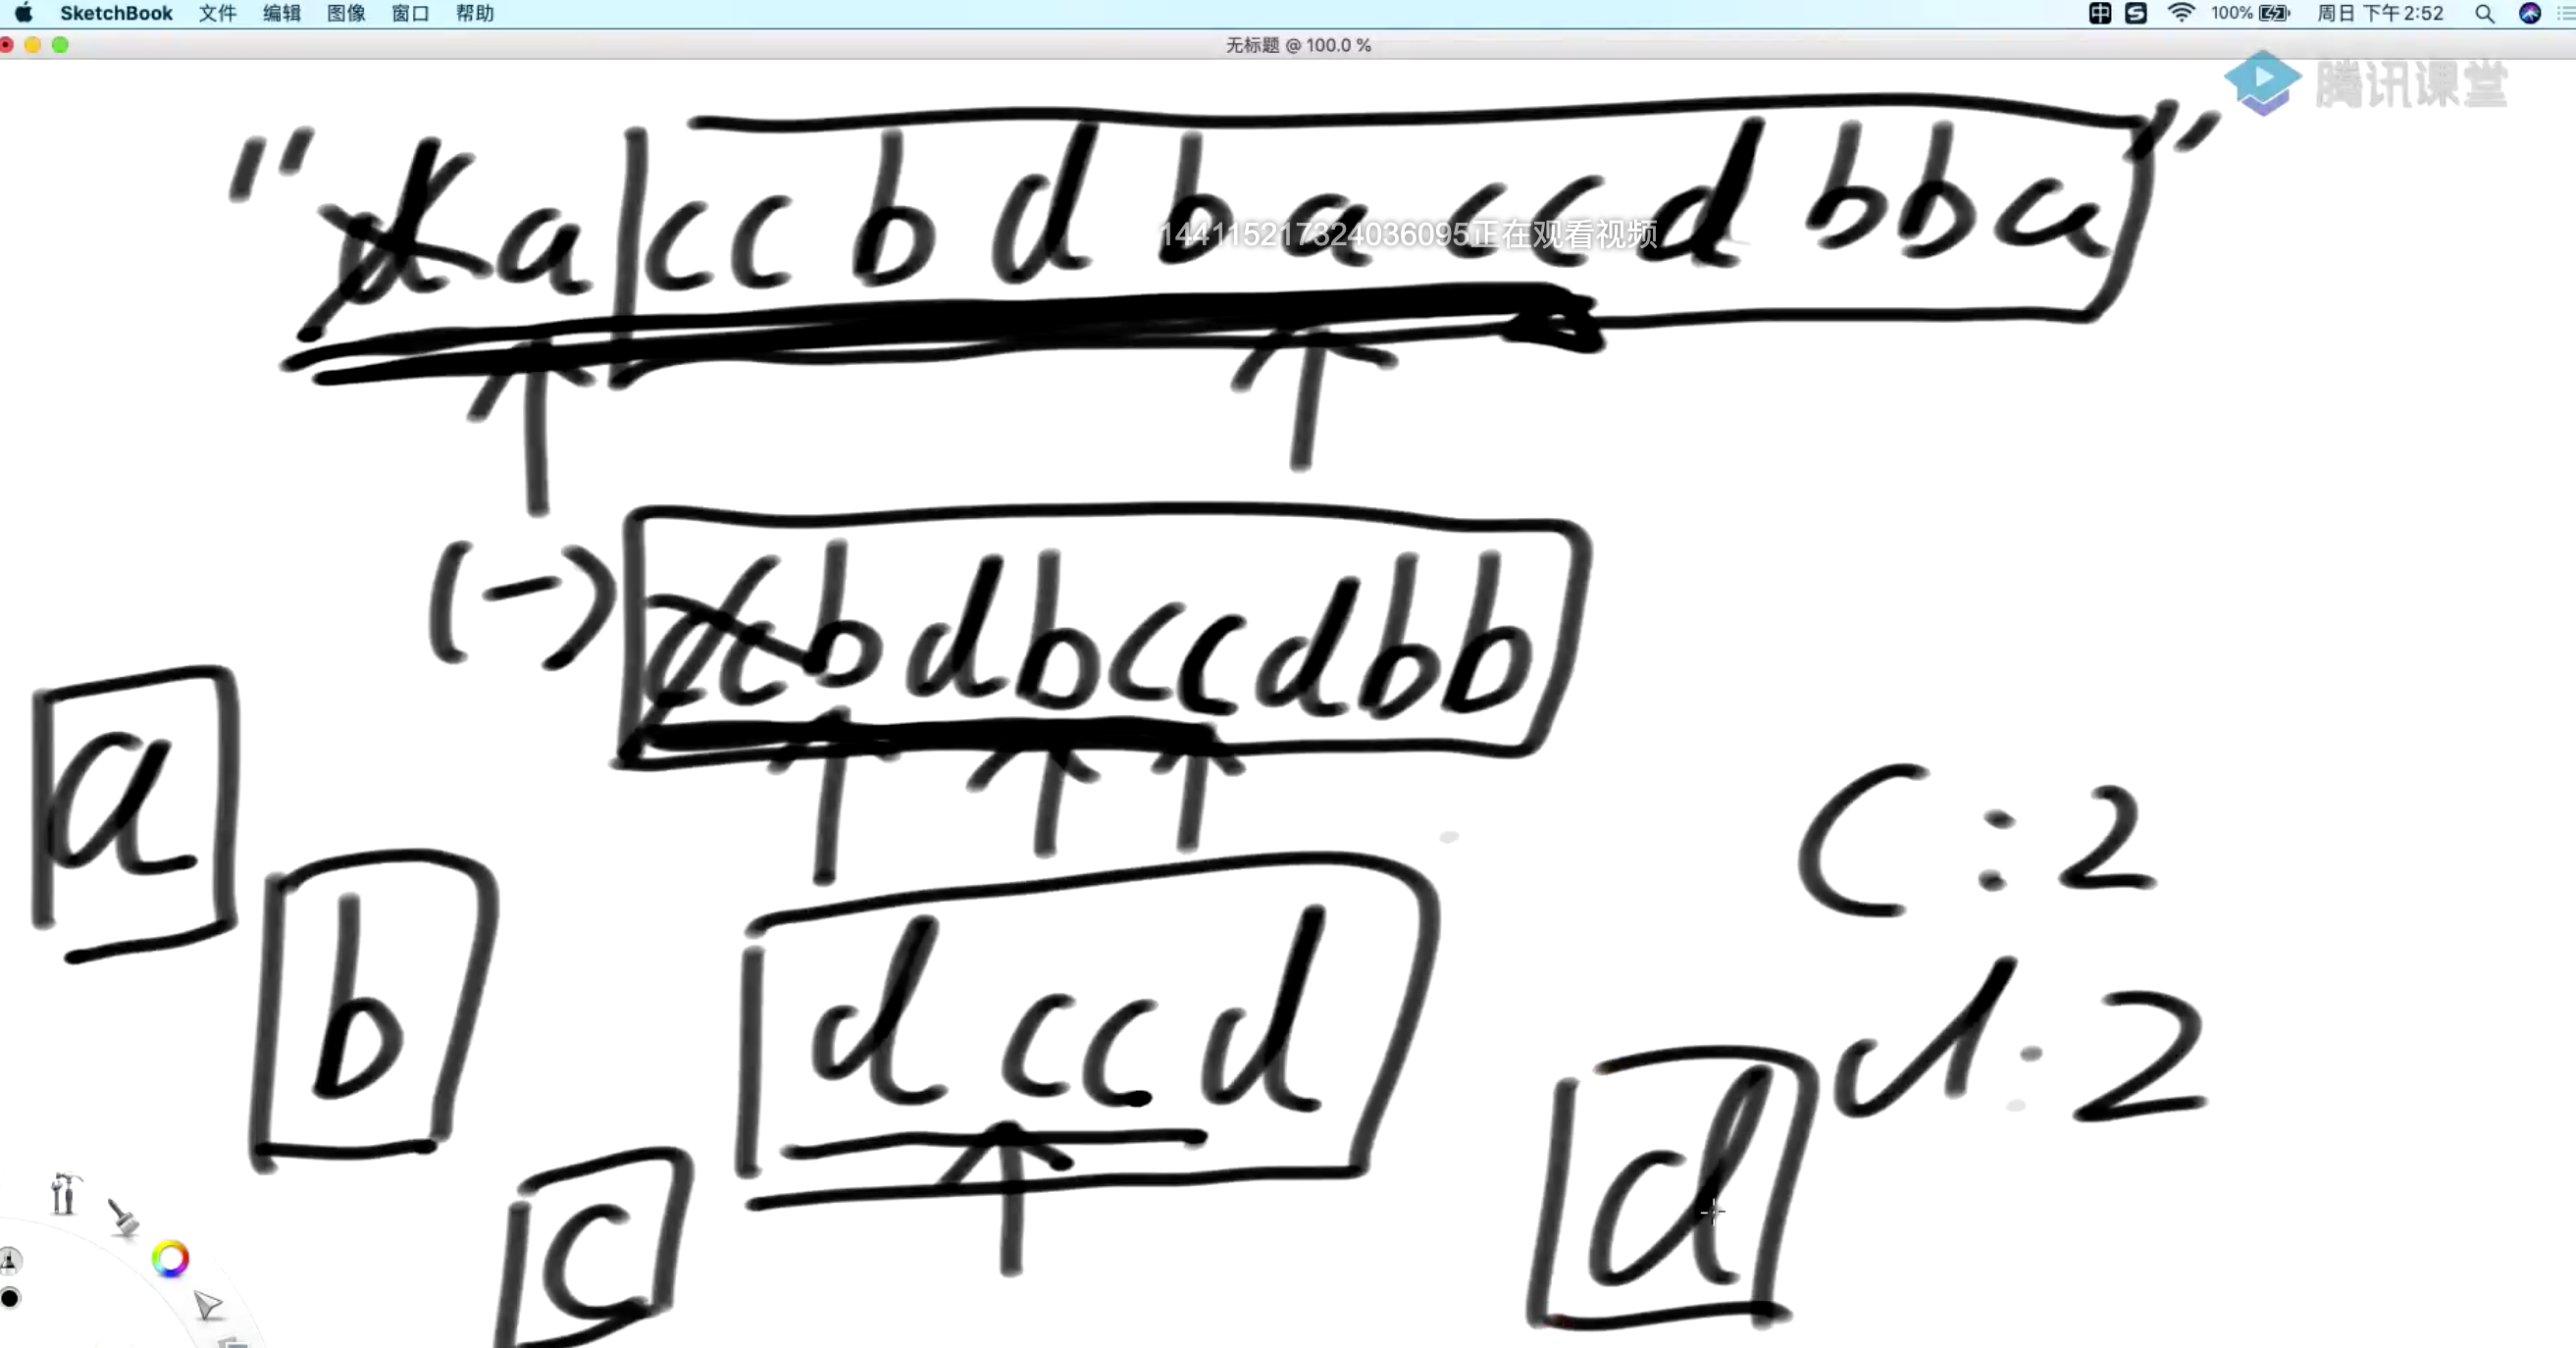 SketchBook 文件 编辑 图像 窗口 帮助 中 S 100% 周日 下午2:52
无标题 @ 100.0 %
腾讯课堂
"d a c c b d b a c c d b b a"
144115217324036095正在观看视频
(一) c c b d b c c d b b
a
C : 2
b
d c c d
d : 2
d
c